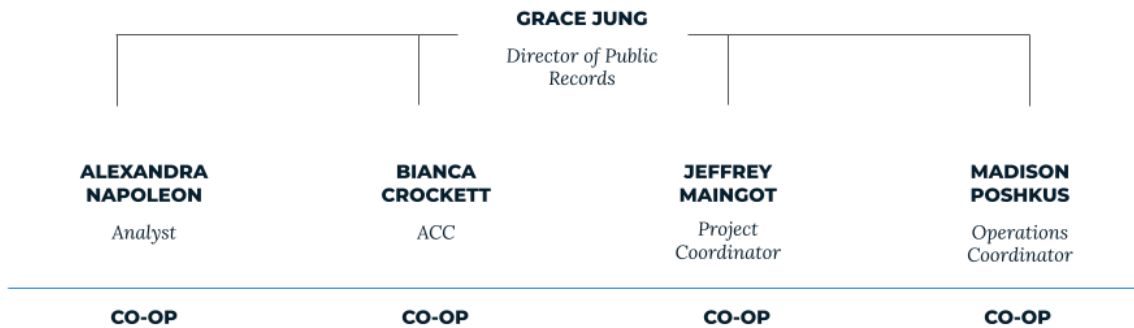 GRACE JUNG
Director of Public
Records
ALEXANDRA
NAPOLEON
Analyst
BIANCA
CROCKETT
ACC
JEFFREY
MAINGOT
Project
Coordinator
MADISON
POSHKUS
Operations
Coordinator
CO-OP
CO-OP
CO-OP
CO-OP